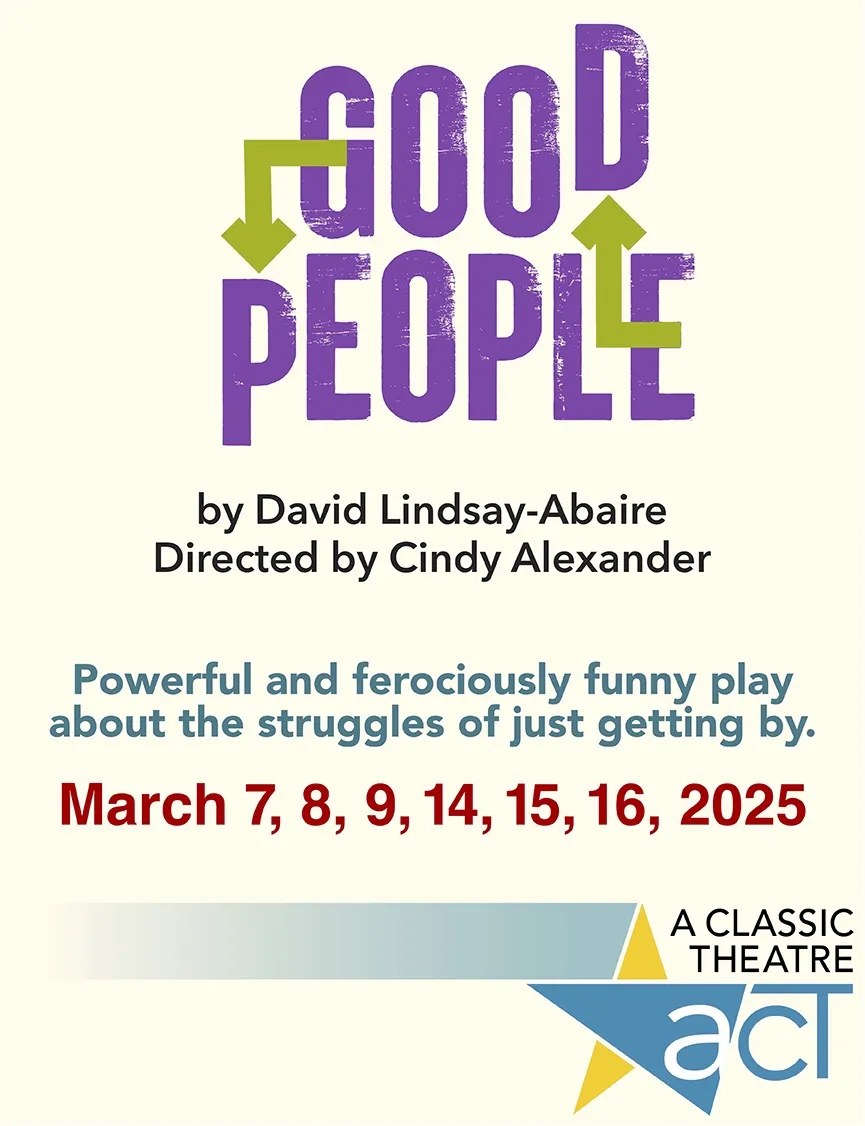 GOOD
PEOPLE
by David Lindsay-Abaire
Directed by Cindy Alexander
Powerful and ferociously funny play
about the struggles of just getting by.
March 7, 8, 9, 14, 15, 16, 2025
A CLASSIC
THEATRE
acT